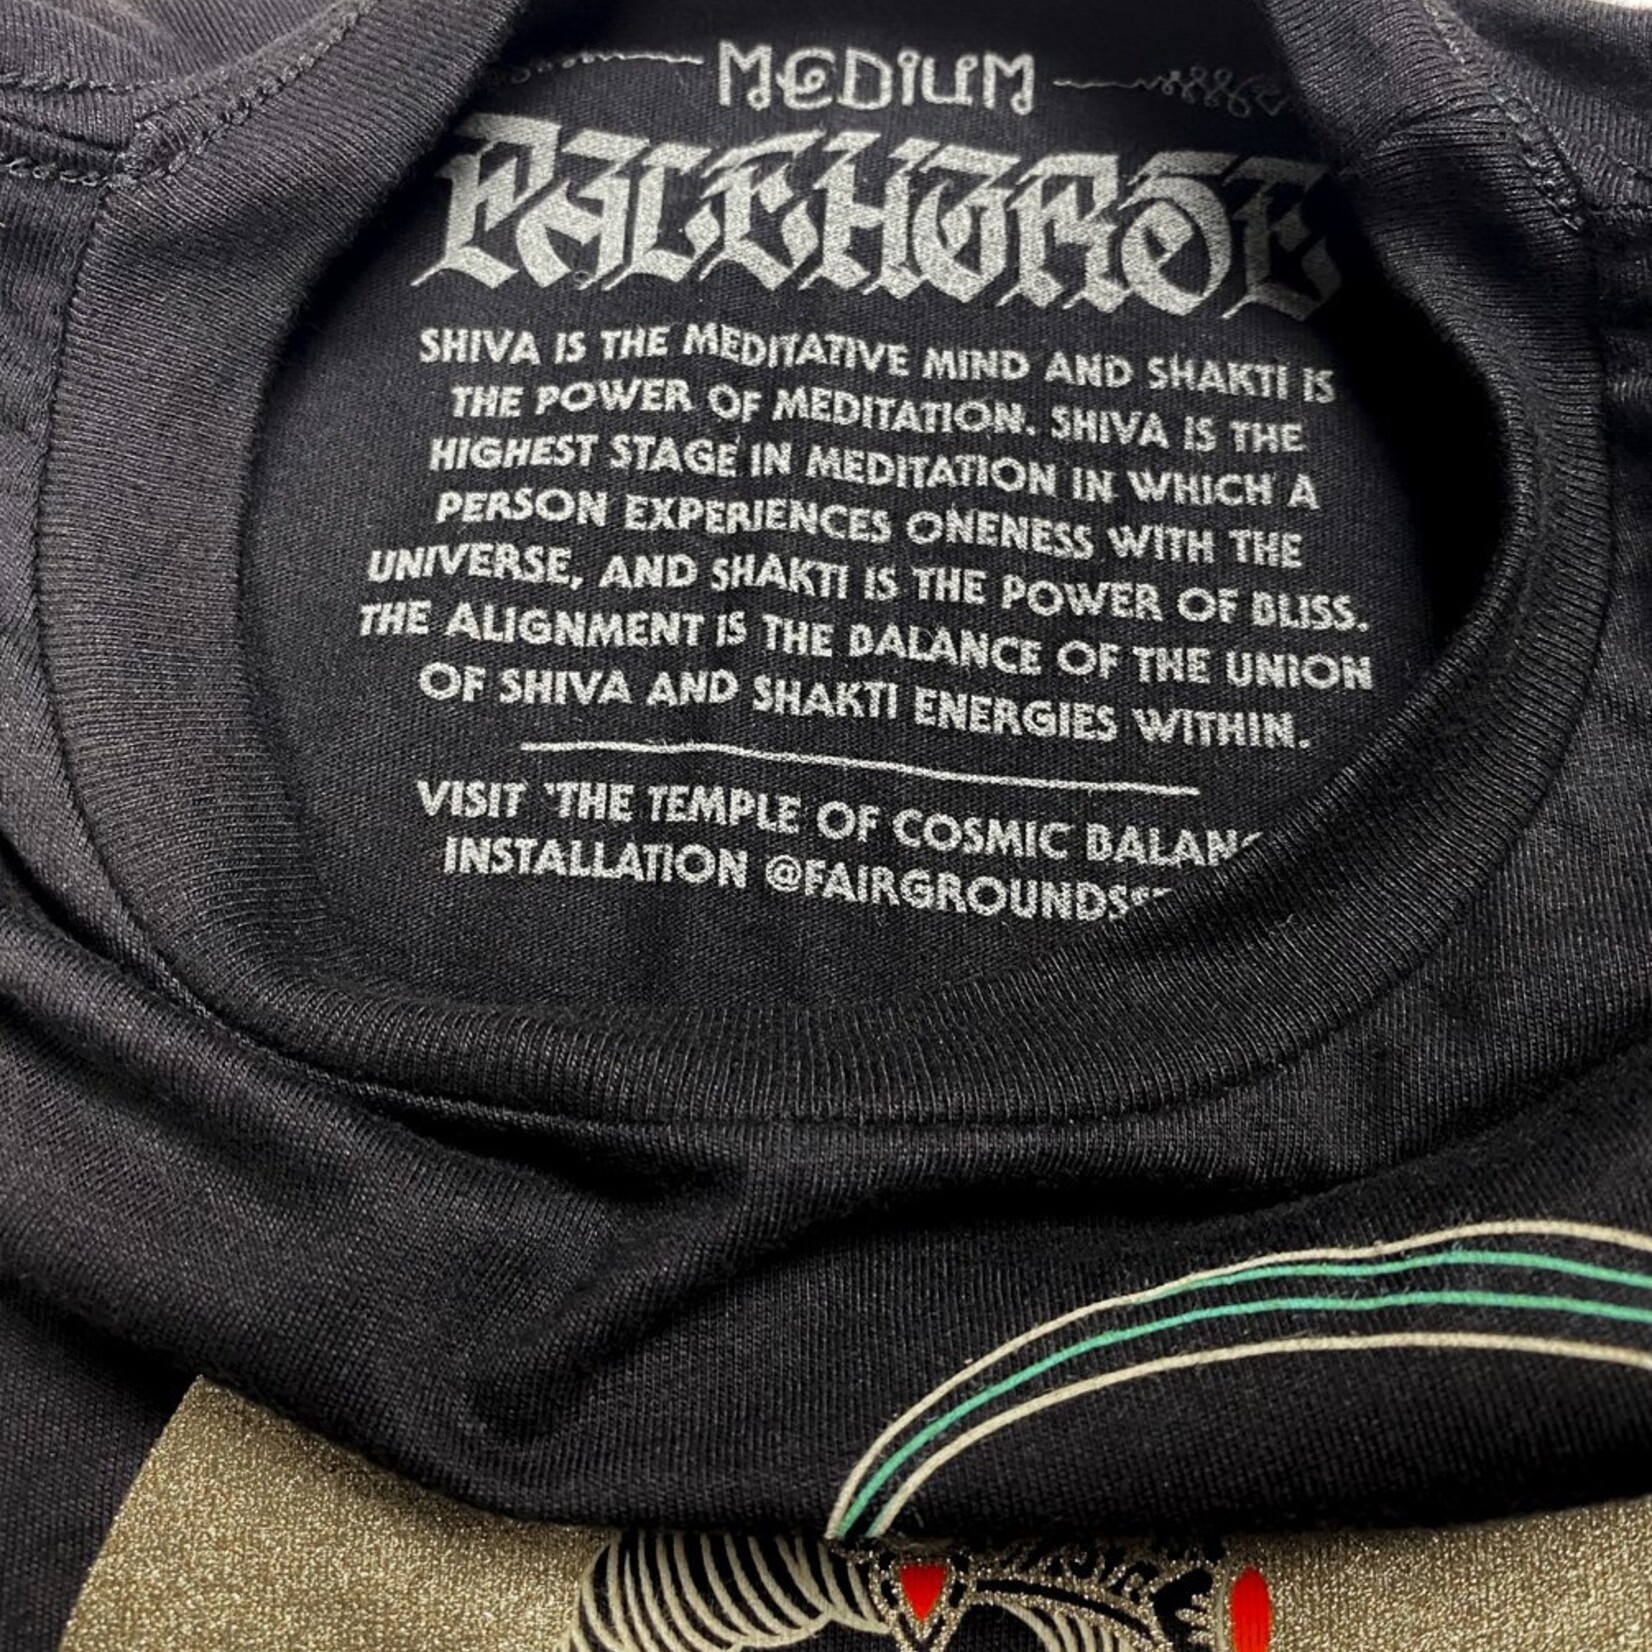 MEDIUM
PALEHORSE
SHIVA IS THE MEDITATIVE MIND AND SHAKTI IS
THE POWER OF MEDITATION. SHIVA IS THE
HIGHEST STAGE IN MEDITATION IN WHICH A
PERSON EXPERIENCES ONENESS WITH THE
UNIVERSE, AND SHAKTI IS THE POWER OF BLISS.
THE ALIGNMENT IS THE BALANCE OF THE UNION
OF SHIVA AND SHAKTI ENERGIES WITHIN.
VISIT 'THE TEMPLE OF COSMIC
INSTALLATION